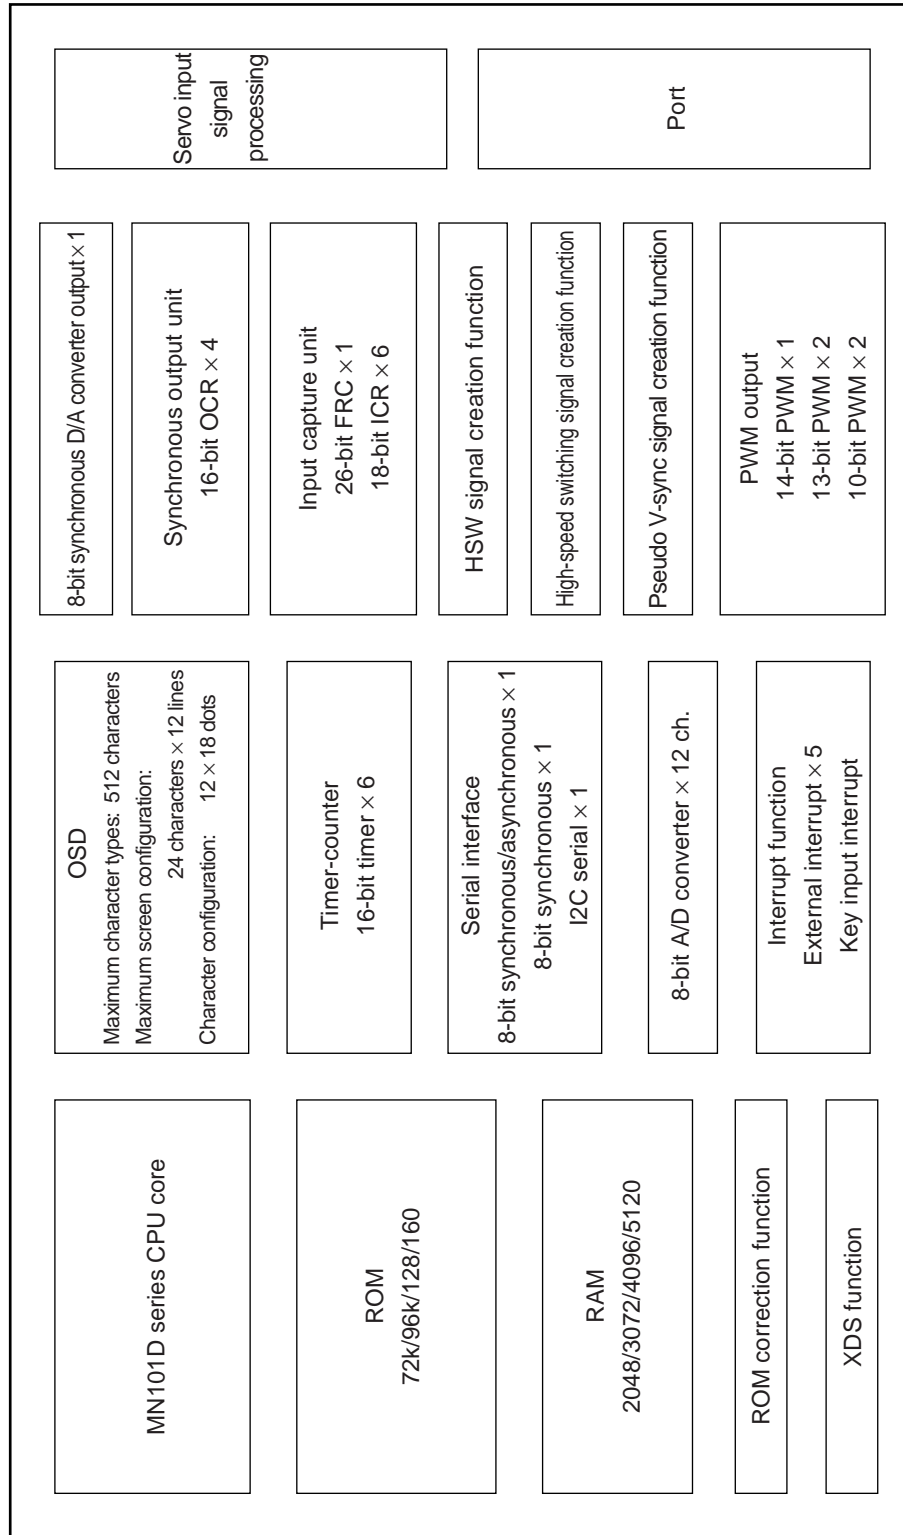 MN101D series CPU core
ROM
72k/96k/128/160
RAM
2048/3072/4096/5120
ROM correction function
XDS function
OSD
Maximum character types: 512 characters
Maximum screen configuration:
24 characters × 12 lines
Character configuration: 12 × 18 dots
Timer-counter
16-bit timer × 6
Serial interface
8-bit synchronous/asynchronous × 1
8-bit synchronous × 1
I2C serial × 1
8-bit A/D converter × 12 ch.
Interrupt function
External interrupt × 5
Key input interrupt
8-bit synchronous D/A converter output × 1
Synchronous output unit
16-bit OCR × 4
Input capture unit
26-bit FRC × 1
18-bit ICR × 6
HSW signal creation function
High-speed switching signal creation function
Pseudo V-sync signal creation function
PWM output
14-bit PWM × 1
13-bit PWM × 2
10-bit PWM × 2
Servo input
signal
processing
Port